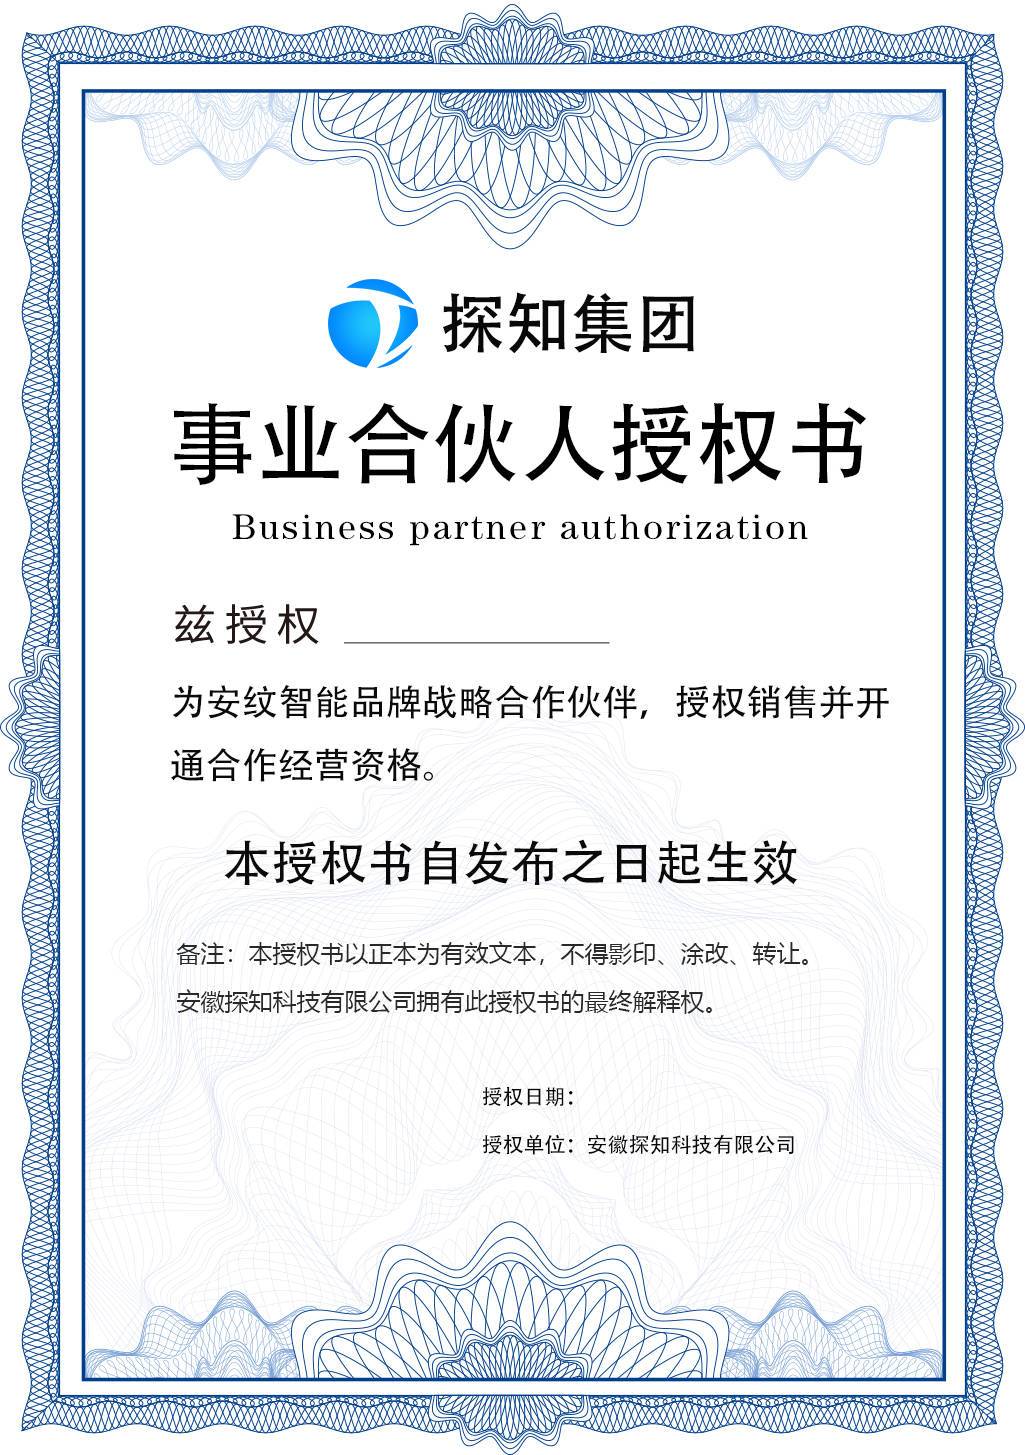 探知集团
事业合伙人授权书
Business partner authorization
兹授权
为安纹智能品牌战略合作伙伴，授权销售并开
通合作经营资格。
本授权书自发布之日起生效
备注：本授权书以正本为有效文本，不得影印、涂改、转让。
安徽探知科技有限公司拥有此授权书的最终解释权。
授权日期：
授权单位：安徽探知科技有限公司